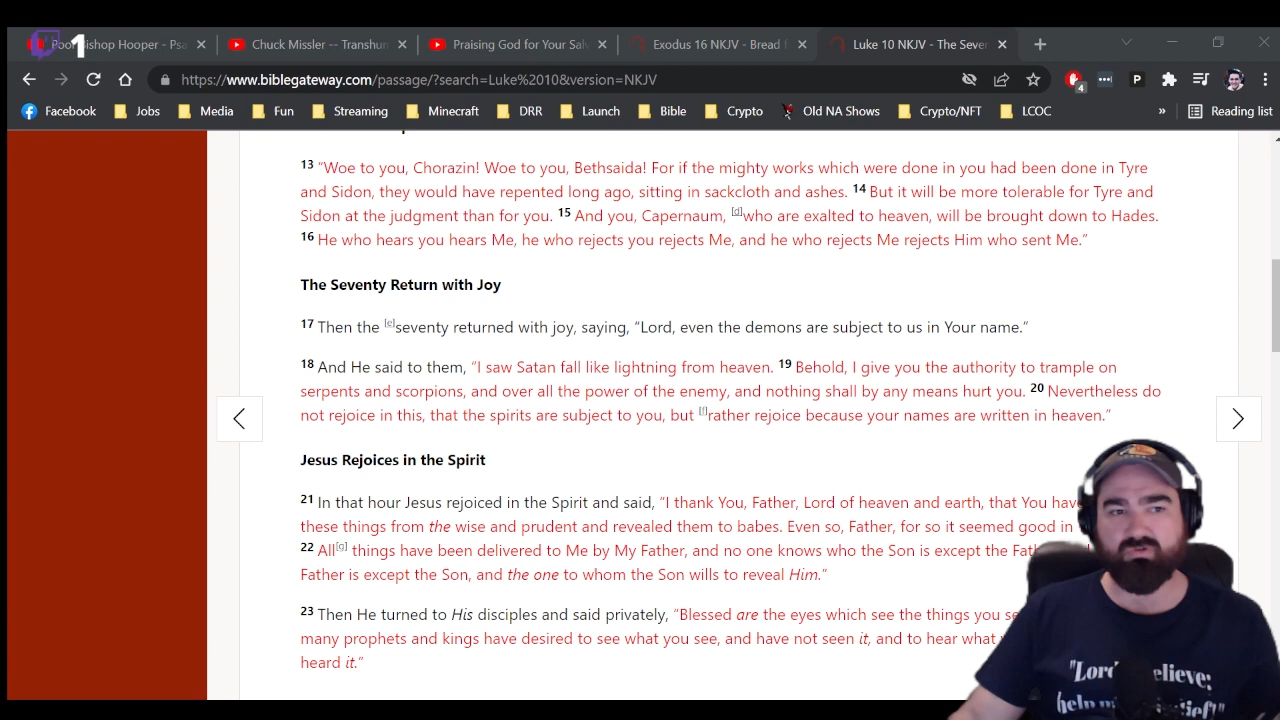 1
Poor Bishop Hooper - Psa
Chuck Missler -- Transhun
Praising God for Your Salv
Exodus 16 NKJV - Bread f
Luke 10 NKJV - The Seven
https://www.biblegateway.com/passage/?search=Luke%2010&version=NKJV
4
P
Facebook Jobs Media Fun Streaming Minecraft DRR Launch Bible Crypto Old NA Shows Crypto/NFT LCOC » Reading list
13 “Woe to you, Chorazin! Woe to you, Bethsaida! For if the mighty works which were done in you had been done in Tyre
and Sidon, they would have repented long ago, sitting in sackcloth and ashes. 14 But it will be more tolerable for Tyre and
Sidon at the judgment than for you. 15 And you, Capernaum, [d]who are exalted to heaven, will be brought down to Hades.
16 He who hears you hears Me, he who rejects you rejects Me, and he who rejects Me rejects Him who sent Me.”
The Seventy Return with Joy
17 Then the [e]seventy returned with joy, saying, “Lord, even the demons are subject to us in Your name.”
18 And He said to them, “I saw Satan fall like lightning from heaven. 19 Behold, I give you the authority to trample on
serpents and scorpions, and over all the power of the enemy, and nothing shall by any means hurt you. 20 Nevertheless do
not rejoice in this, that the spirits are subject to you, but [f]rather rejoice because your names are written in heaven.”
Jesus Rejoices in the Spirit
21 In that hour Jesus rejoiced in the Spirit and said, “I thank You, Father, Lord of heaven and earth, that You hav
these things from the wise and prudent and revealed them to babes. Even so, Father, for so it seemed good in
22 All[g] things have been delivered to Me by My Father, and no one knows who the Son is except the Fat
Father is except the Son, and the one to whom the Son wills to reveal Him.”
23 Then He turned to His disciples and said privately, “Blessed are the eyes which see the things you se
many prophets and kings have desired to see what you see, and have not seen it, and to hear what
heard it.”
"Lord elieve;
help